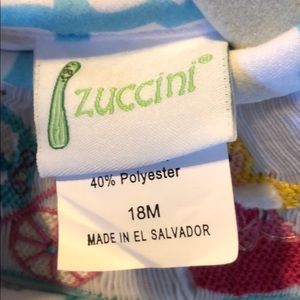 zuccini®
40% Polyester
18M
MADE IN EL SALVADOR